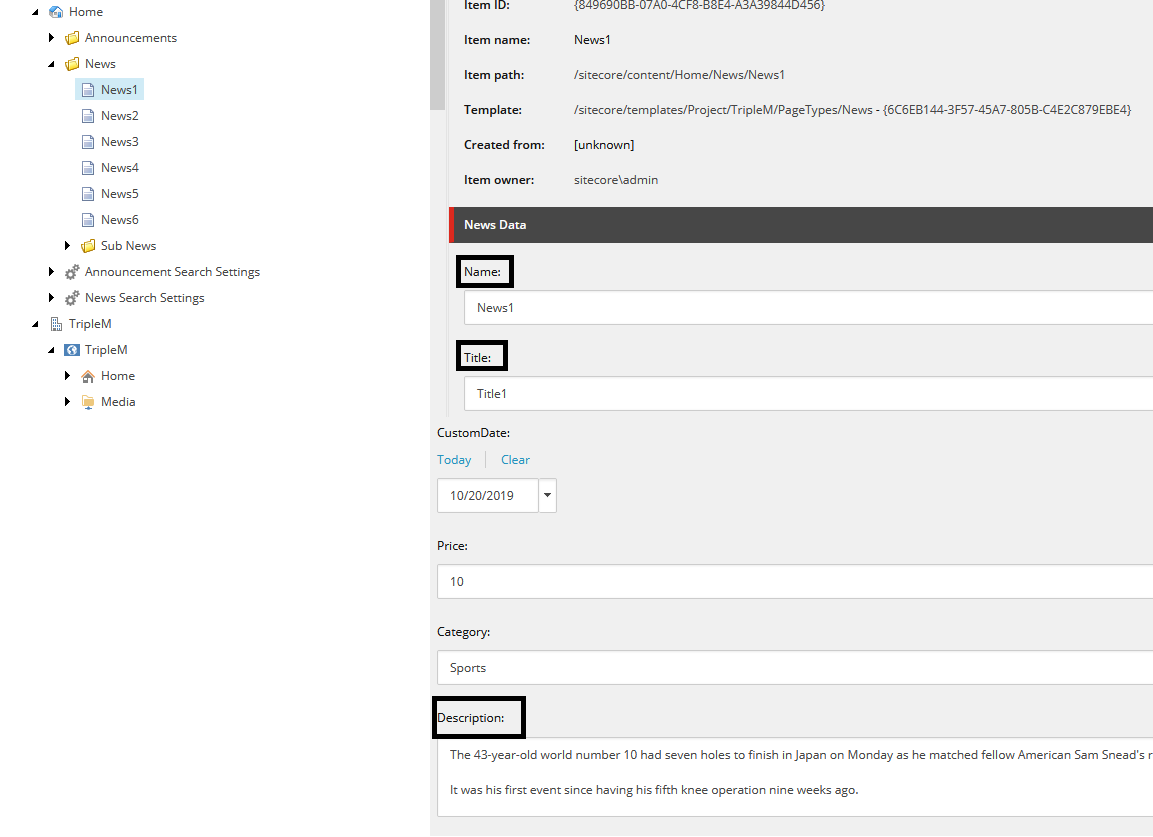 Home
Announcements
News
News1
News2
News3
News4
News5
News6
Sub News
Announcement Search Settings
News Search Settings
TripleM
TripleM
Home
Media
Item ID: {849690BB-07A0-4CF8-B8E4-A3A39844D456}
Item name: News1
Item path: /sitecore/content/Home/News/News1
Template: /sitecore/templates/Project/TripleM/PageTypes/News - {6C6EB144-3F57-45A7-805B-C4E2C879EBE4}
Created from: [unknown]
Item owner: sitecore\admin
News Data
Name:
News1
Title:
Title1
CustomDate:
Today Clear
10/20/2019
Price:
10
Category:
Sports
Description:
The 43-year-old world number 10 had seven holes to finish in Japan on Monday as he matched fellow American Sam Snead's r
It was his first event since having his fifth knee operation nine weeks ago.